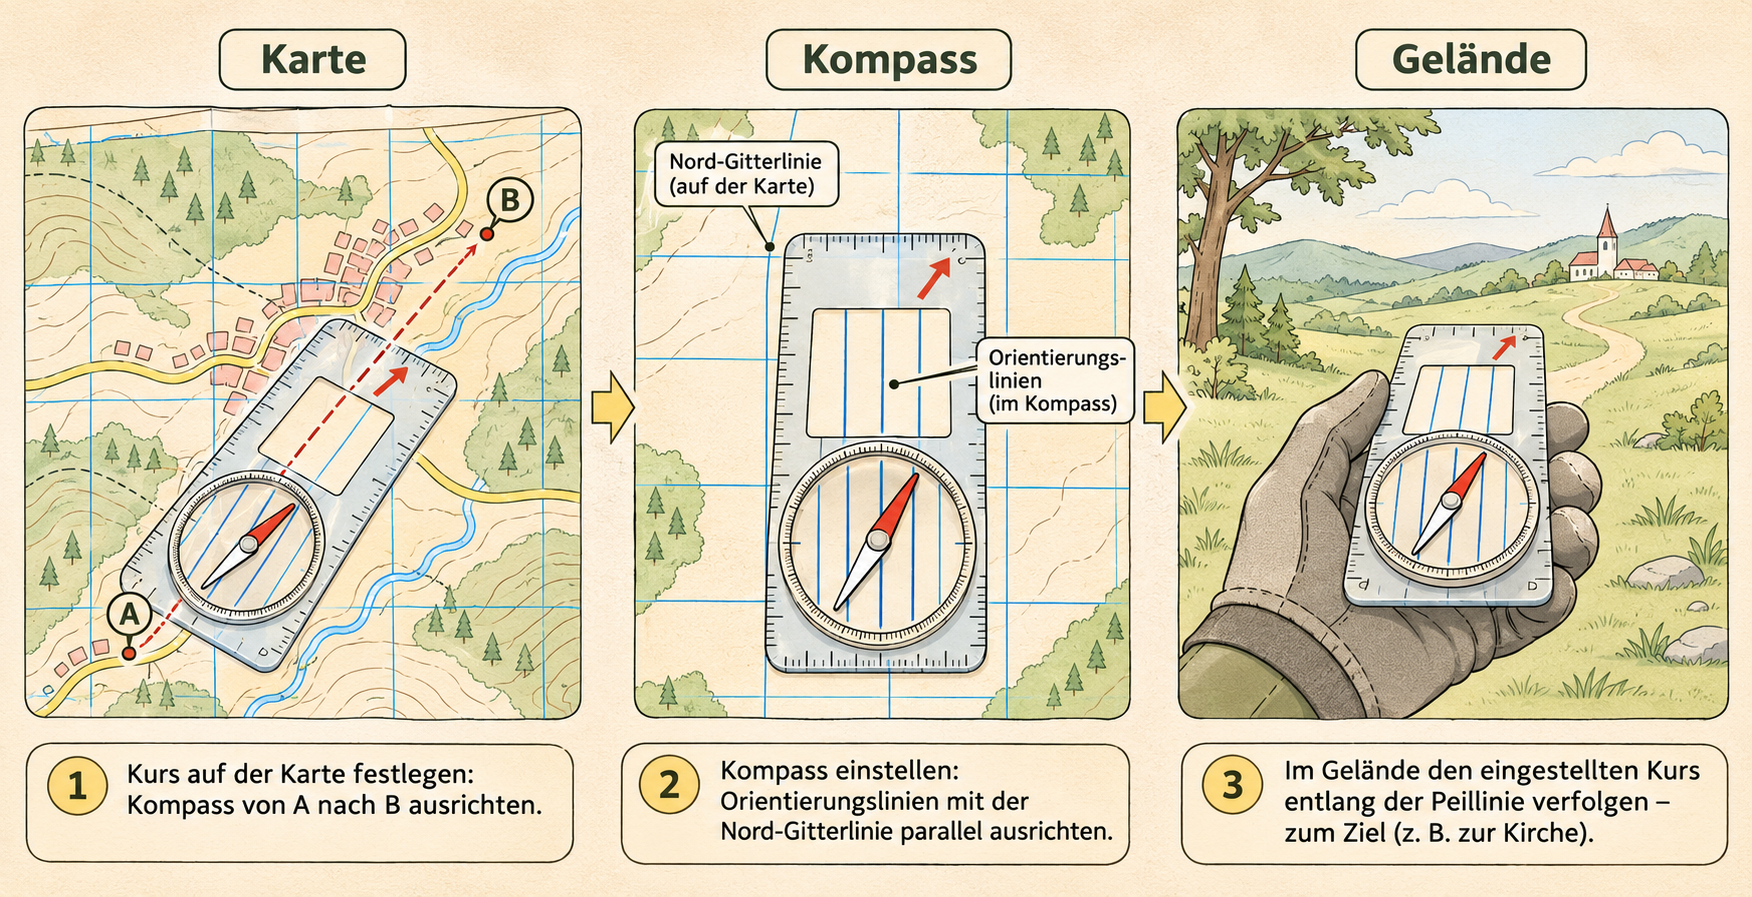 Karte
Kompass
Gelände
B
A
Nord-Gitterlinie
(auf der Karte)
Orientierungs-
linien
(im Kompass)
1
Kurs auf der Karte festlegen:
Kompass von A nach B ausrichten.
2
Kompass einstellen:
Orientierungslinien mit der
Nord-Gitterlinie parallel ausrichten.
3
Im Gelände den eingestellten Kurs
entlang der Peillinie verfolgen –
zum Ziel (z. B. zur Kirche).